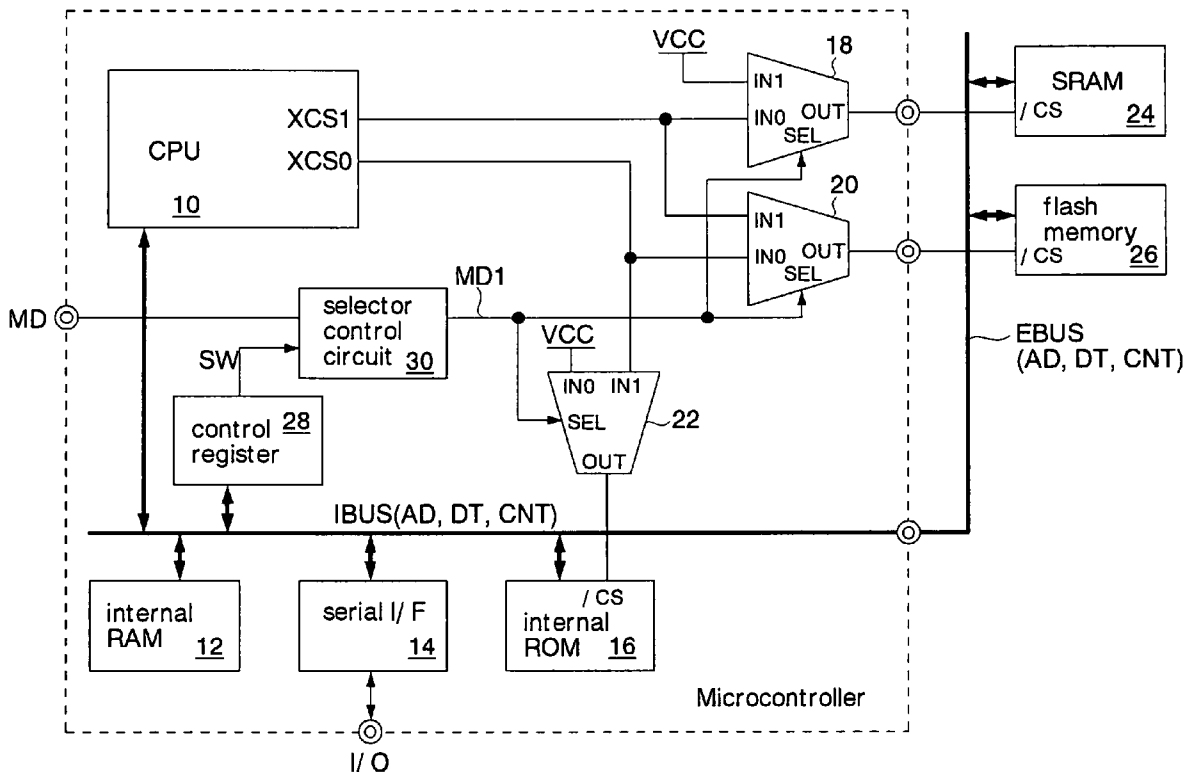 VCC
18
IN1
IN0
OUT
SEL
SRAM
/ CS
24
XCS1
CPU
XCS0
10
20
IN1
IN0
OUT
SEL
flash
memory
/ CS
26
MD
selector
control
circuit
30
MD1
SW
VCC
IN0 IN1
SEL
OUT
22
EBUS
(AD, DT, CNT)
control
register
28
IBUS(AD, DT, CNT)
internal
RAM
12
serial I/ F
14
/ CS
internal
ROM
16
Microcontroller
I/ O